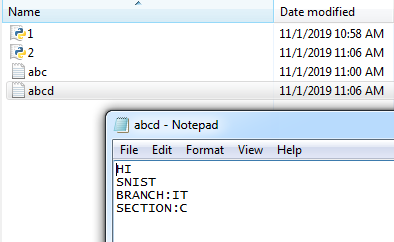 Name Date modified
1 11/1/2019 10:58 AM
2 11/1/2019 11:06 AM
abc 11/1/2019 11:00 AM
abcd 11/1/2019 11:06 AM
abcd - Notepad
File Edit Format View Help
HI
SNIST
BRANCH:IT
SECTION:C